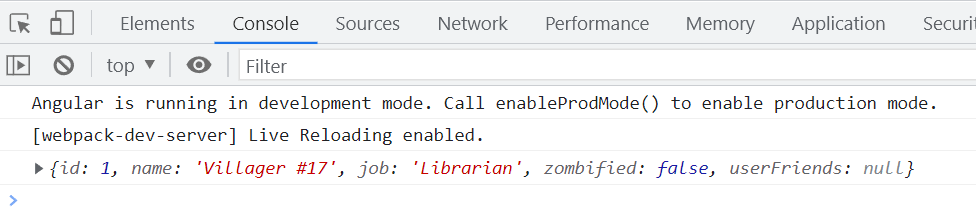 Elements Console Sources Network Performance Memory Application Securi
top Filter
Angular is running in development mode. Call enableProdMode() to enable production mode.
[webpack-dev-server] Live Reloading enabled.
{id: 1, name: 'Villager #17', job: 'Librarian', zombified: false, userFriends: null}